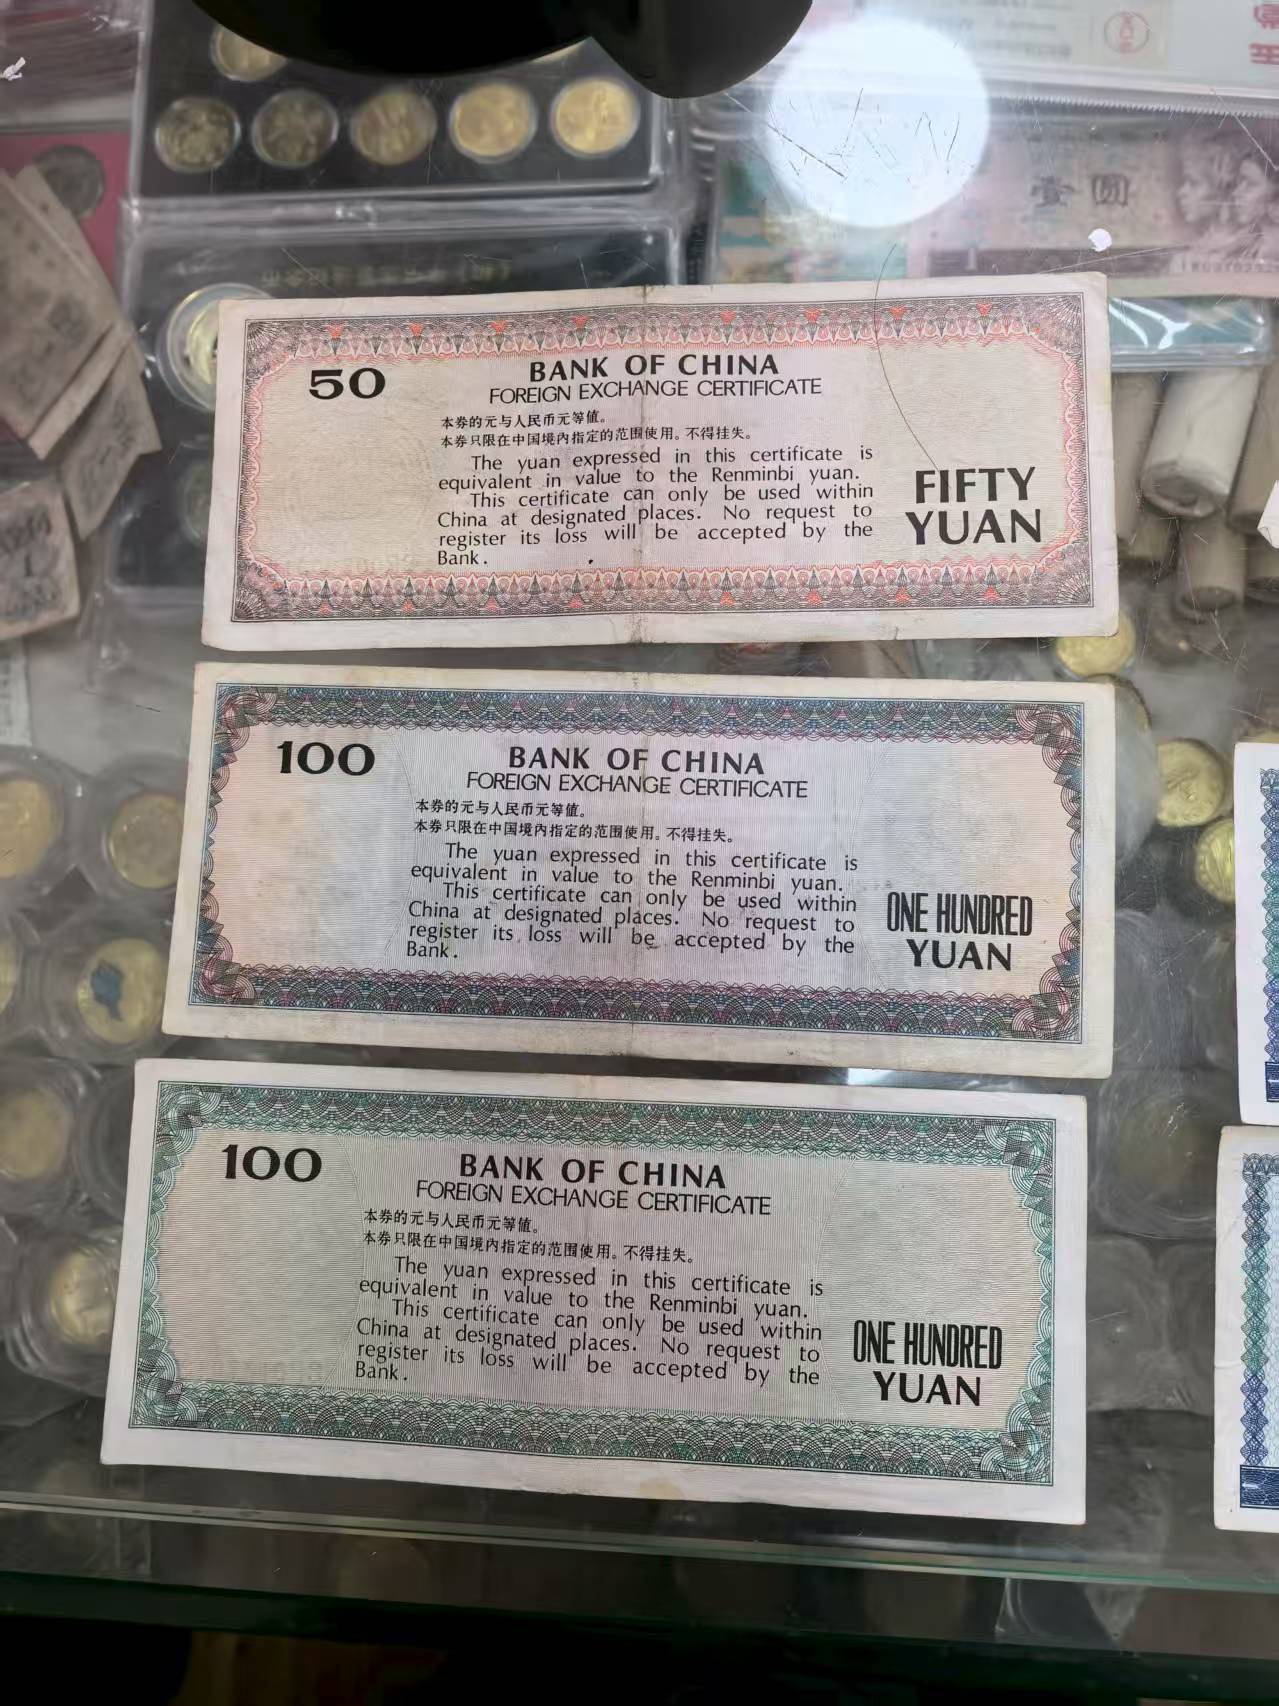 壹圆
50
BANK OF CHINA
FOREIGN EXCHANGE CERTIFICATE
本券的元与人民币元等值。
本券只限在中国境内指定的范围使用。不得挂失。
The yuan expressed in this certificate is
equivalent in value to the Renminbi yuan.
This certificate can only be used within
China at designated places. No request to
register its loss will be accepted by the
Bank.
FIFTY
YUAN
100
BANK OF CHINA
FOREIGN EXCHANGE CERTIFICATE
本券的元与人民币元等值。
本券只限在中国境内指定的范围使用。不得挂失。
The yuan expressed in this certificate is
equivalent in value to the Renminbi yuan.
This certificate can only be used within
China at designated places. No request to
register its loss will be accepted by the
Bank.
ONE HUNDRED
YUAN
100
BANK OF CHINA
FOREIGN EXCHANGE CERTIFICATE
本券的元与人民币元等值。
本券只限在中国境内指定的范围使用。不得挂失。
The yuan expressed in this certificate is
equivalent in value to the Renminbi yuan.
This certificate can only be used within
China at designated places. No request to
register its loss will be accepted by the
Bank.
ONE HUNDRED
YUAN